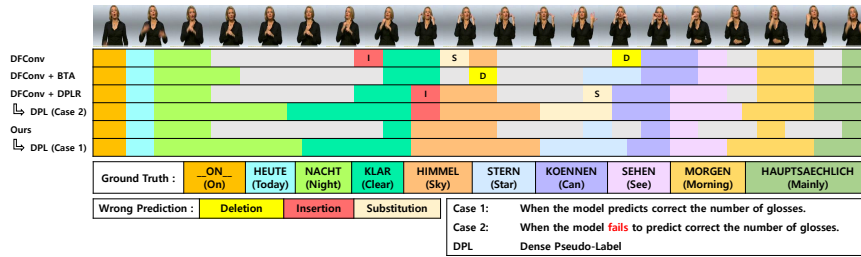 DFConv I S D
DFConv + BTA D
DFConv + DPLR I S
DPL (Case 2)
Ours
DPL (Case 1)
Ground Truth : __ON__ (On) HEUTE (Today) NACHT (Night) KLAR (Clear) HIMMEL (Sky) STERN (Star) KOENNEN (Can) SEHEN (See) MORGEN (Morning) HAUPTSAECHLICH (Mainly)
Wrong Prediction : Deletion Insertion Substitution
Case 1: When the model predicts correct the number of glosses.
Case 2: When the model fails to predict correct the number of glosses.
DPL Dense Pseudo-Label